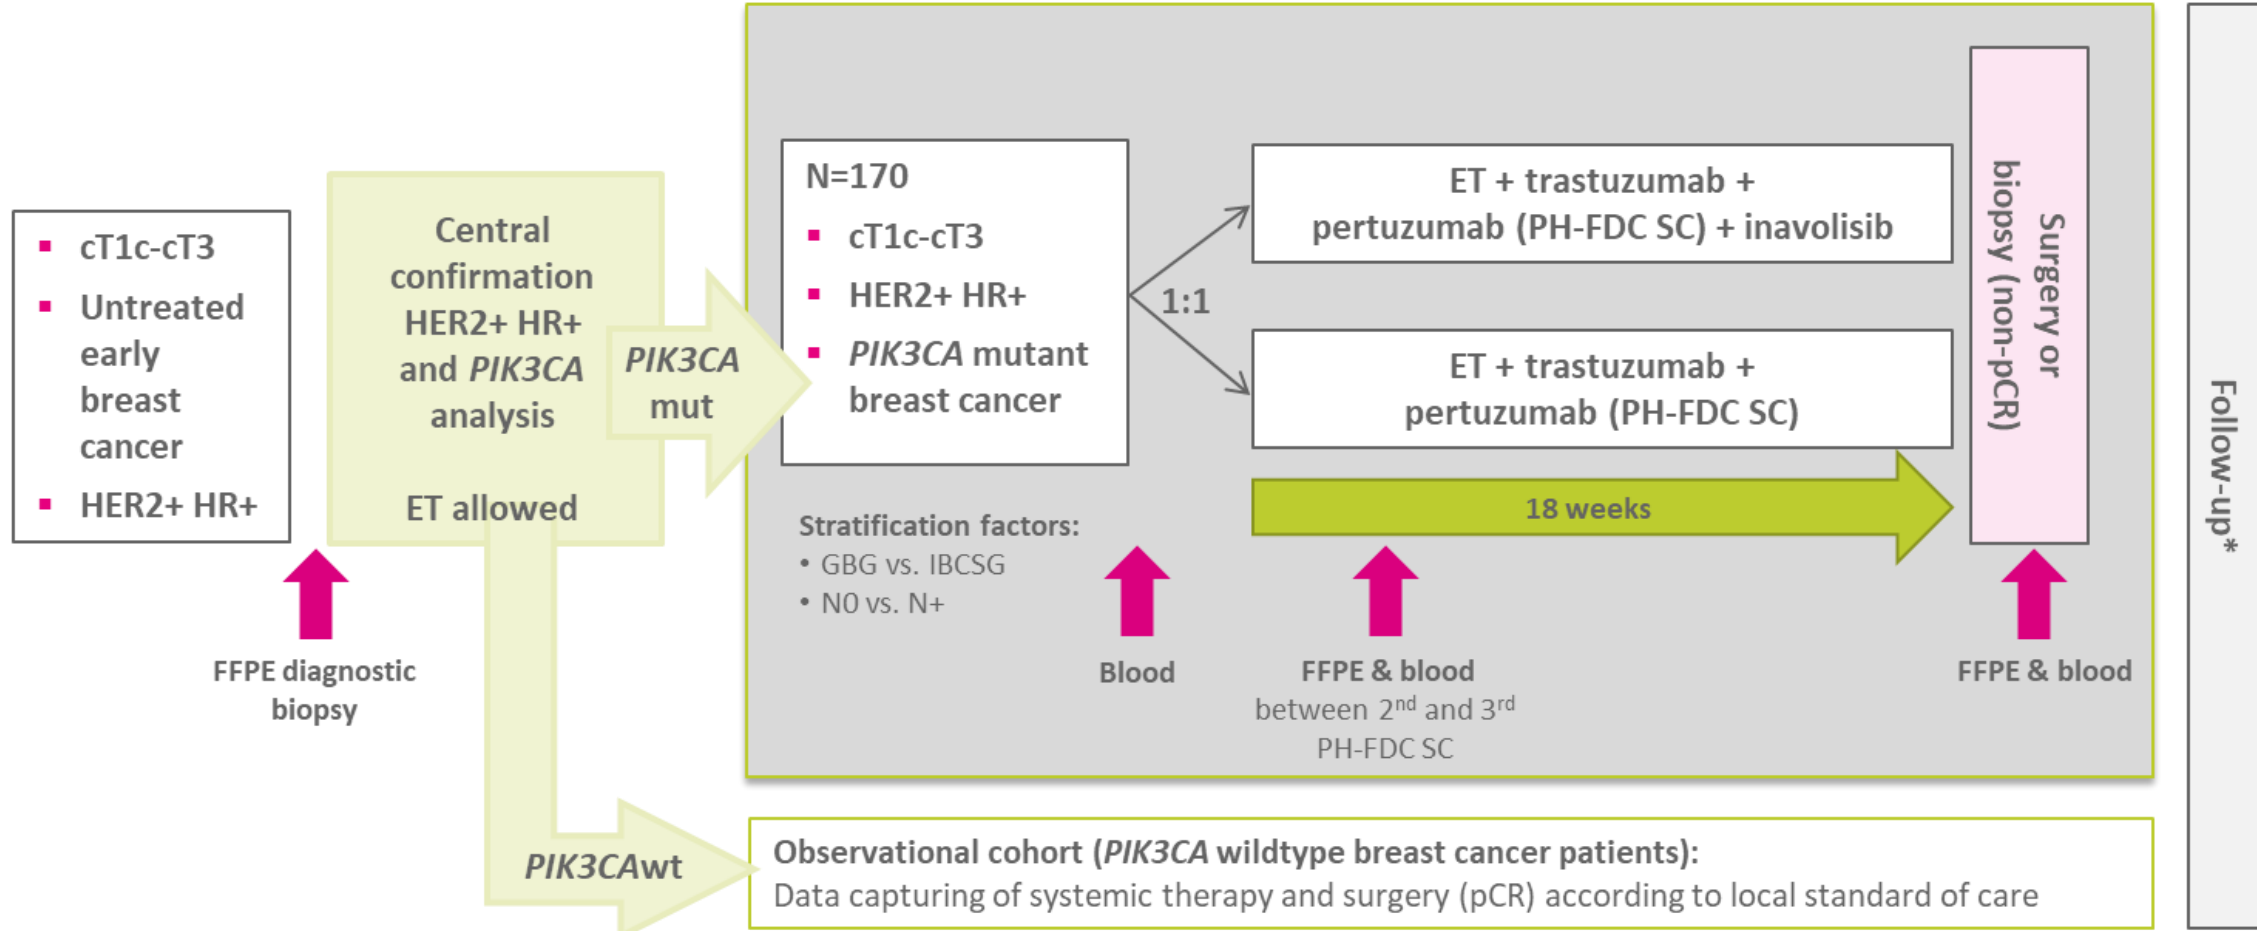 ▪ cT1c-cT3
▪ Untreated
early
breast
cancer
▪ HER2+ HR+
FFPE diagnostic
biopsy
Central
confirmation
HER2+ HR+
and PIK3CA
analysis
ET allowed
PIK3CA
mut
PIK3CAwt
N=170
▪ cT1c-cT3
▪ HER2+ HR+
▪ PIK3CA mutant
breast cancer
Stratification factors:
• GBG vs. IBCSG
• N0 vs. N+
1:1
ET + trastuzumab +
pertuzumab (PH-FDC SC) + inavolisib
ET + trastuzumab +
pertuzumab (PH-FDC SC)
18 weeks
Blood
FFPE & blood
between 2nd and 3rd
PH-FDC SC
Surgery or
biopsy (non-pCR)
FFPE & blood
Observational cohort (PIK3CA wildtype breast cancer patients):
Data capturing of systemic therapy and surgery (pCR) according to local standard of care
Follow-up*